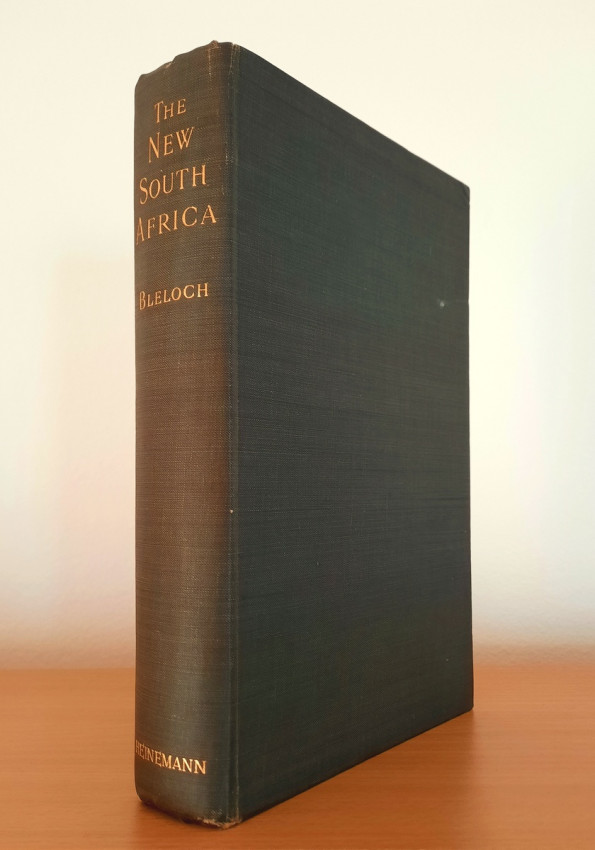 THE
NEW
SOUTH
AFRICA
BLELOCH
HEINEMANN